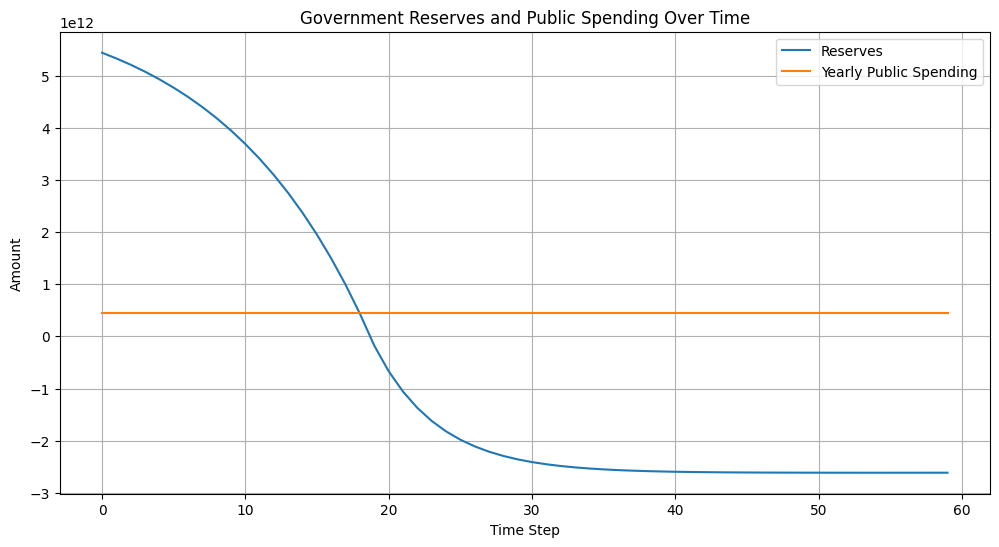 Government Reserves and Public Spending Over Time
1e12
Reserves
Yearly Public Spending
5
4
3
2
1
0
−1
−2
−3
Amount
0 10 20 30 40 50 60
Time Step